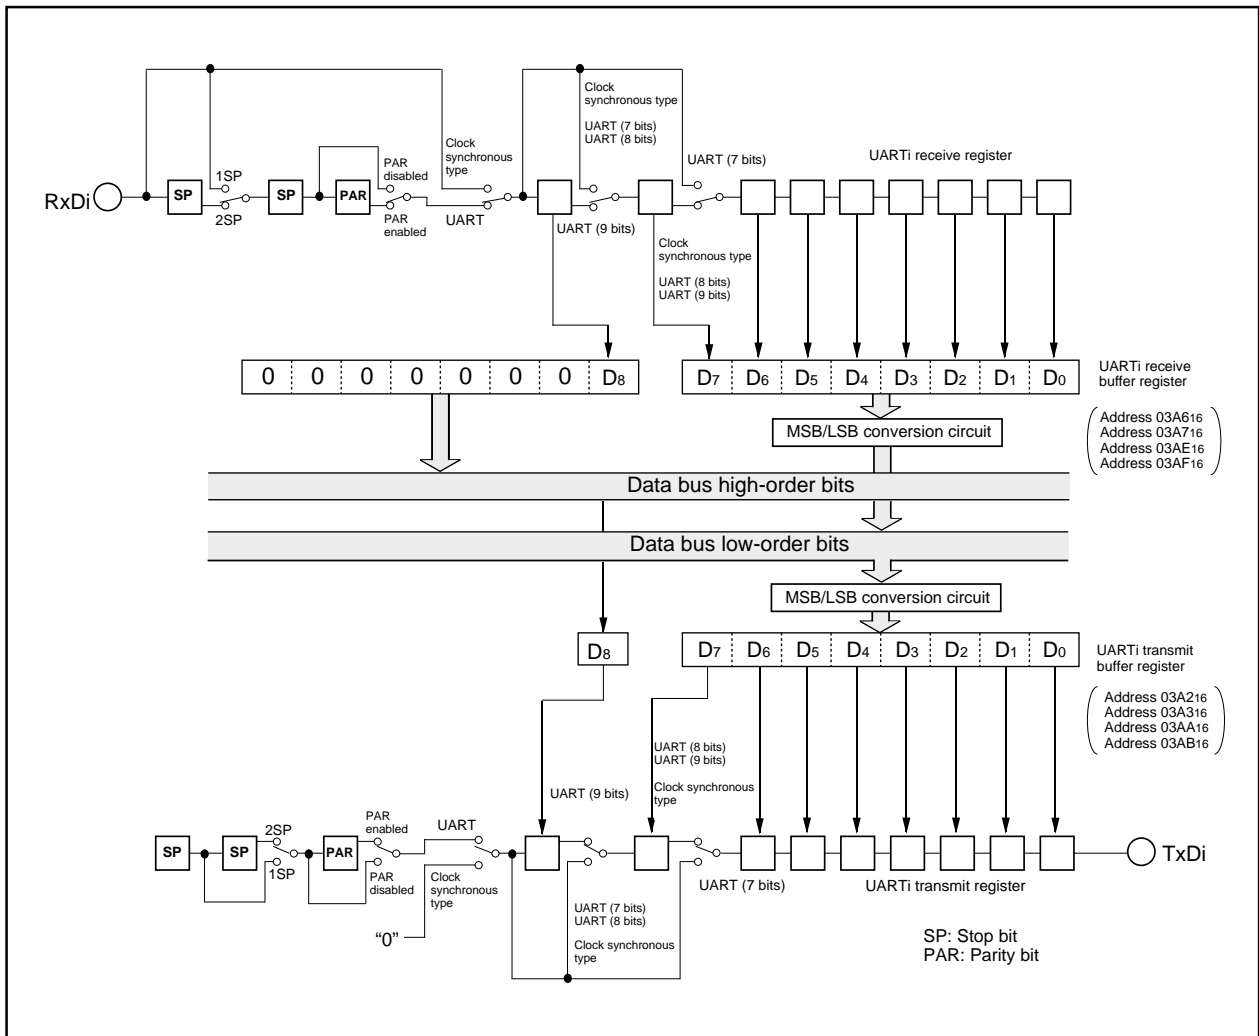 Clock
synchronous type
UART (7 bits)
UART (8 bits)
Clock
synchronous
type
UART (7 bits)
UARTi receive register
PAR
disabled
1SP
RxDi
SP
SP
PAR
2SP
PAR
enabled
UART
UART (9 bits)
Clock
synchronous type
UART (8 bits)
UART (9 bits)
0 0 0 0 0 0 0 D8
D7 D6 D5 D4 D3 D2 D1 D0
UARTi receive
buffer register
MSB/LSB conversion circuit
Address 03A616
Address 03A716
Address 03AE16
Address 03AF16
Data bus high-order bits
Data bus low-order bits
MSB/LSB conversion circuit
D8
D7 D6 D5 D4 D3 D2 D1 D0
UARTi transmit
buffer register
Address 03A216
Address 03A316
Address 03AA16
Address 03AB16
UART (8 bits)
UART (9 bits)
Clock synchronous
type
UART (9 bits)
PAR
enabled
UART
2SP
SP
SP
PAR
TxDi
1SP
PAR
disabled
Clock
synchronous
type
UART (7 bits)
UARTi transmit register
UART (7 bits)
UART (8 bits)
Clock synchronous
type
“0”
SP: Stop bit
PAR: Parity bit